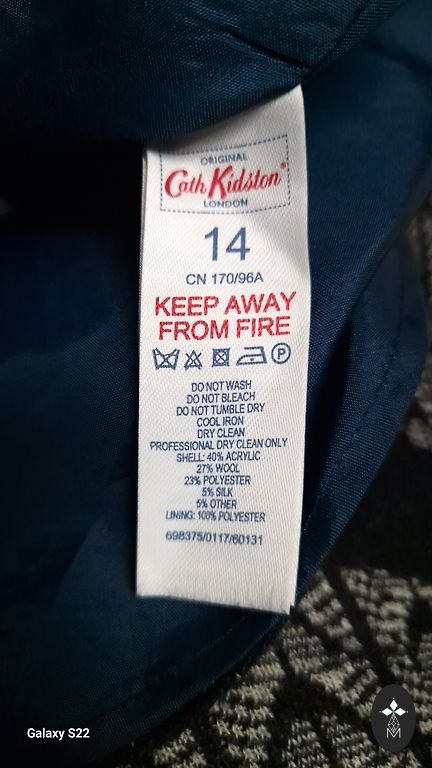 ORIGINAL
Cath Kidston®
LONDON
14
CN 170/96A
KEEP AWAY
FROM FIRE
P
DO NOT WASH
DO NOT BLEACH
DO NOT TUMBLE DRY
COOL IRON
DRY CLEAN
PROFESSIONAL DRY CLEAN ONLY
SHELL: 40% ACRYLIC
27% WOOL
23% POLYESTER
5% SILK
5% OTHER
LINING: 100% POLYESTER
698375/0117/60131
Galaxy S22
M